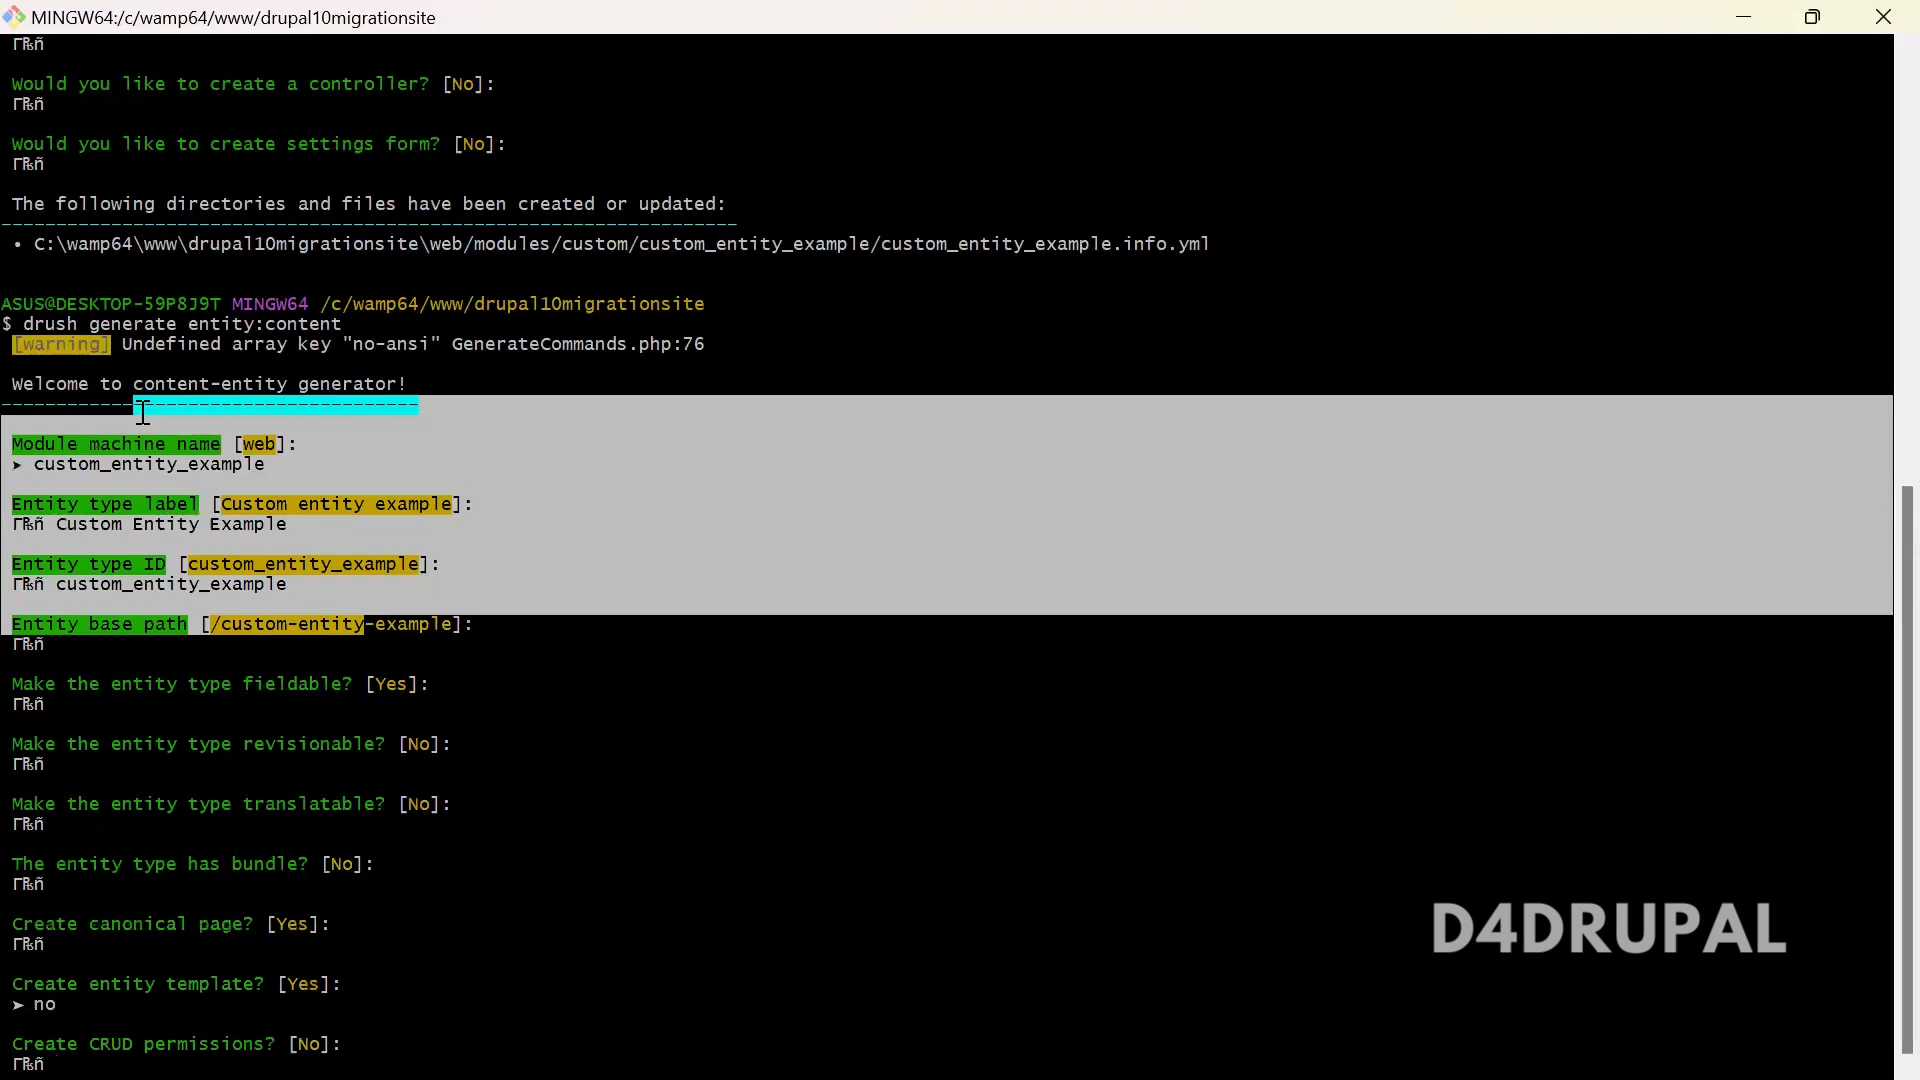 MINGW64:/c/wamp64/www/drupal10migrationsite
Γ₧ñ
Would you like to create a controller? [No]:
Γ₧ñ
Would you like to create settings form? [No]:
Γ₧ñ
The following directories and files have been created or updated:
• C:\wamp64\www\drupal10migrationsite\web/modules/custom/custom_entity_example/custom_entity_example.info.yml
ASUS@DESKTOP-59P8J9T MINGW64 /c/wamp64/www/drupal10migrationsite
$ drush generate entity:content
[warning] Undefined array key "no-ansi" GenerateCommands.php:76
Welcome to content-entity generator!
Module machine name [web]:
➤ custom_entity_example
Entity type label [Custom entity example]:
Γ₧ñ Custom Entity Example
Entity type ID [custom_entity_example]:
Γ₧ñ custom_entity_example
Entity base path [/custom-entity-example]:
Γ₧ñ
Make the entity type fieldable? [Yes]:
Γ₧ñ
Make the entity type revisionable? [No]:
Γ₧ñ
Make the entity type translatable? [No]:
Γ₧ñ
The entity type has bundle? [No]:
Γ₧ñ
Create canonical page? [Yes]:
Γ₧ñ
Create entity template? [Yes]:
➤ no
Create CRUD permissions? [No]:
Γ₧ñ
D4DRUPAL